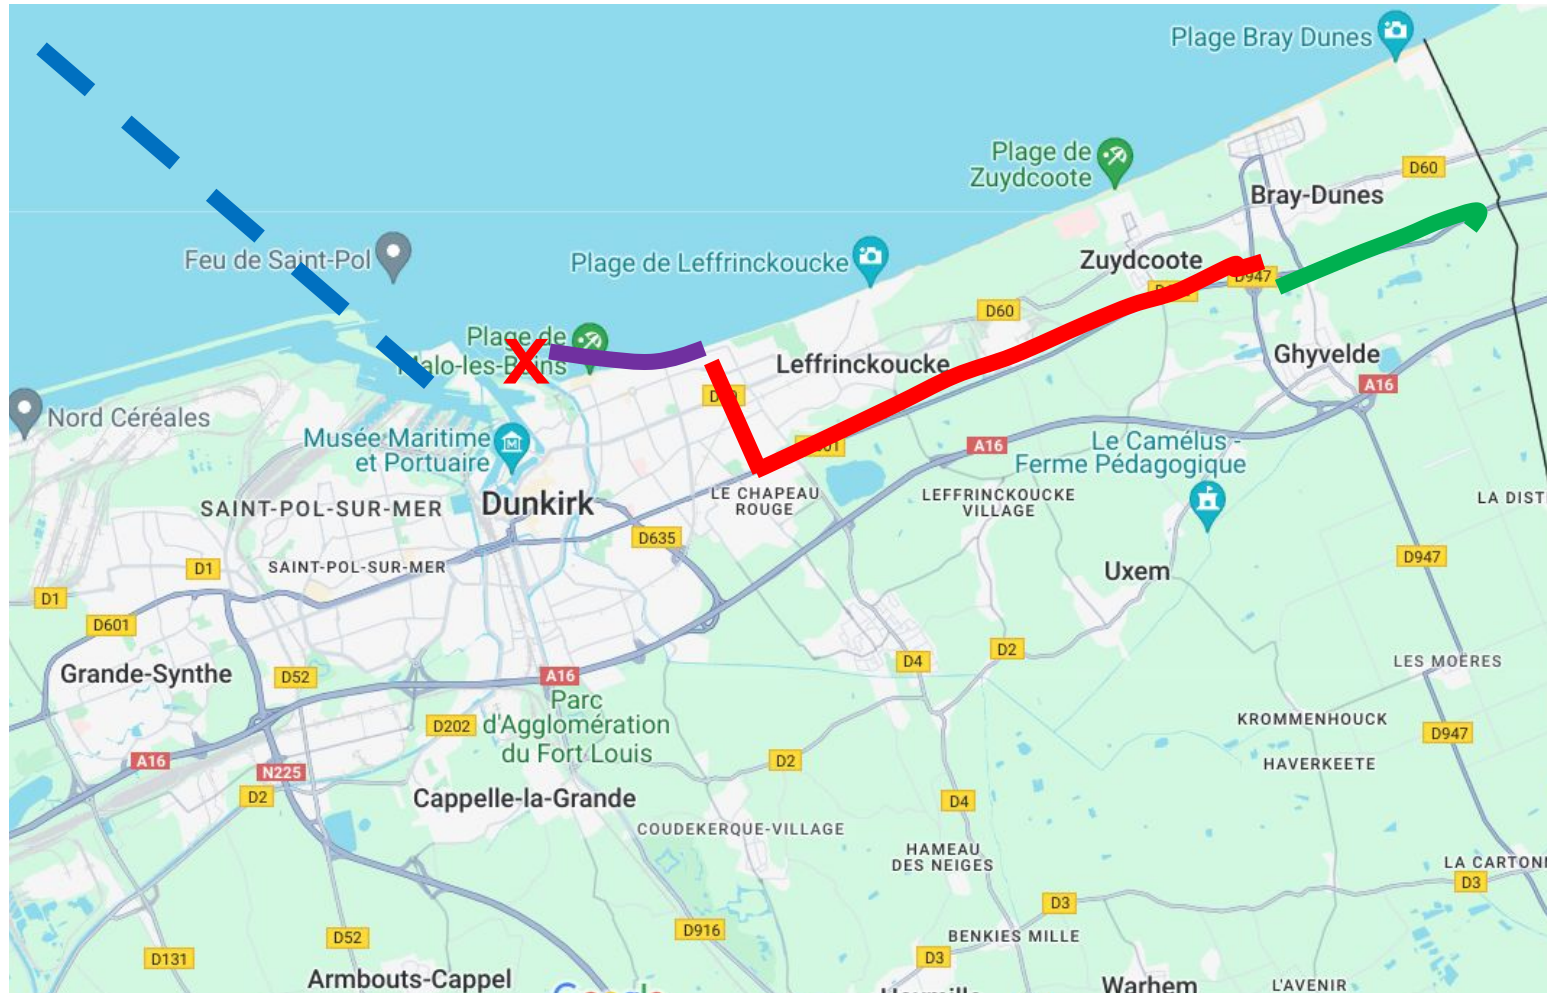 Plage Bray Dunes
Plage de
Zuydcoote
D60
Bray-Dunes
Feu de Saint-Pol
Plage de Leffrinckoucke
Zuydcoote
D947
D60
Plage de
Malo-les-Bains
X
Leffrinckoucke
Ghyvelde
A16
Nord Céréales
Musée Maritime
et Portuaire
A16
Le Camélus -
Ferme Pédagogique
Dunkirk
SAINT-POL-SUR-MER
LE CHAPEAU
ROUGE
LEFFRINCKOUCKE
VILLAGE
LA DIST
D635
D947
SAINT-POL-SUR-MER
D1
Uxem
D1
D601
D2
D4
LES MOËRES
Grande-Synthe
D52
A16
Parc
d'Agglomération
du Fort Louis
D202
KROMMENHOUCK
D947
A16
N225
D2
HAVERKEETE
D2
Cappelle-la-Grande
D4
COUDEKERQUE-VILLAGE
HAMEAU
DES NEIGES
LA CARTON
D3
D3
D916
D52
BENKIES MILLE
D131
D3
Armbouts-Cappel
Google
Warhem
L'AVENIR